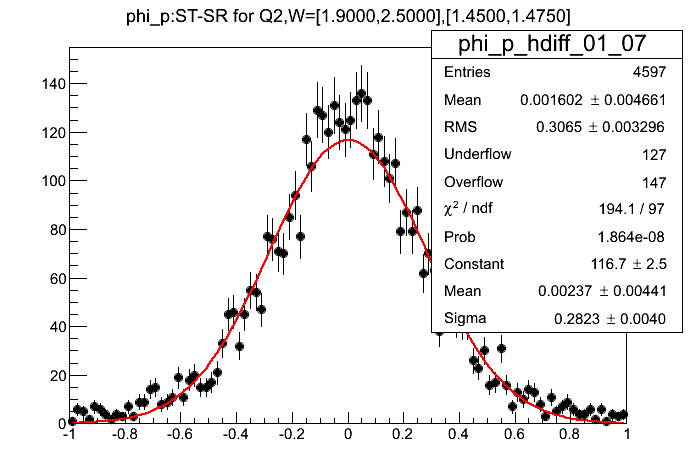 phi_p:ST-SR for Q2,W=[1.9000,2.5000],[1.4500,1.4750]
phi_p_hdiff_01_07
Entries 4597
Mean 0.001602 ± 0.004661
RMS 0.3065 ± 0.003296
Underflow 127
Overflow 147
χ² / ndf 194.1 / 97
Prob 1.864e-08
Constant 116.7 ± 2.5
Mean 0.00237 ± 0.00441
Sigma 0.2823 ± 0.0040
140
120
100
80
60
40
20
0
-1 -0.8 -0.6 -0.4 -0.2 0 0.2 0.4 0.6 0.8 1